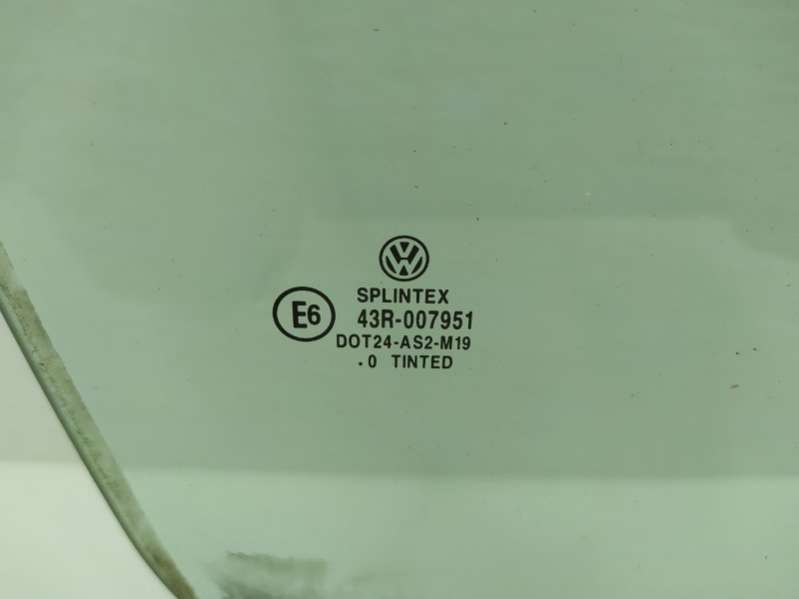 SPLINTEX
E6 43R-007951
DOT24-AS2-M19
.0 TINTED